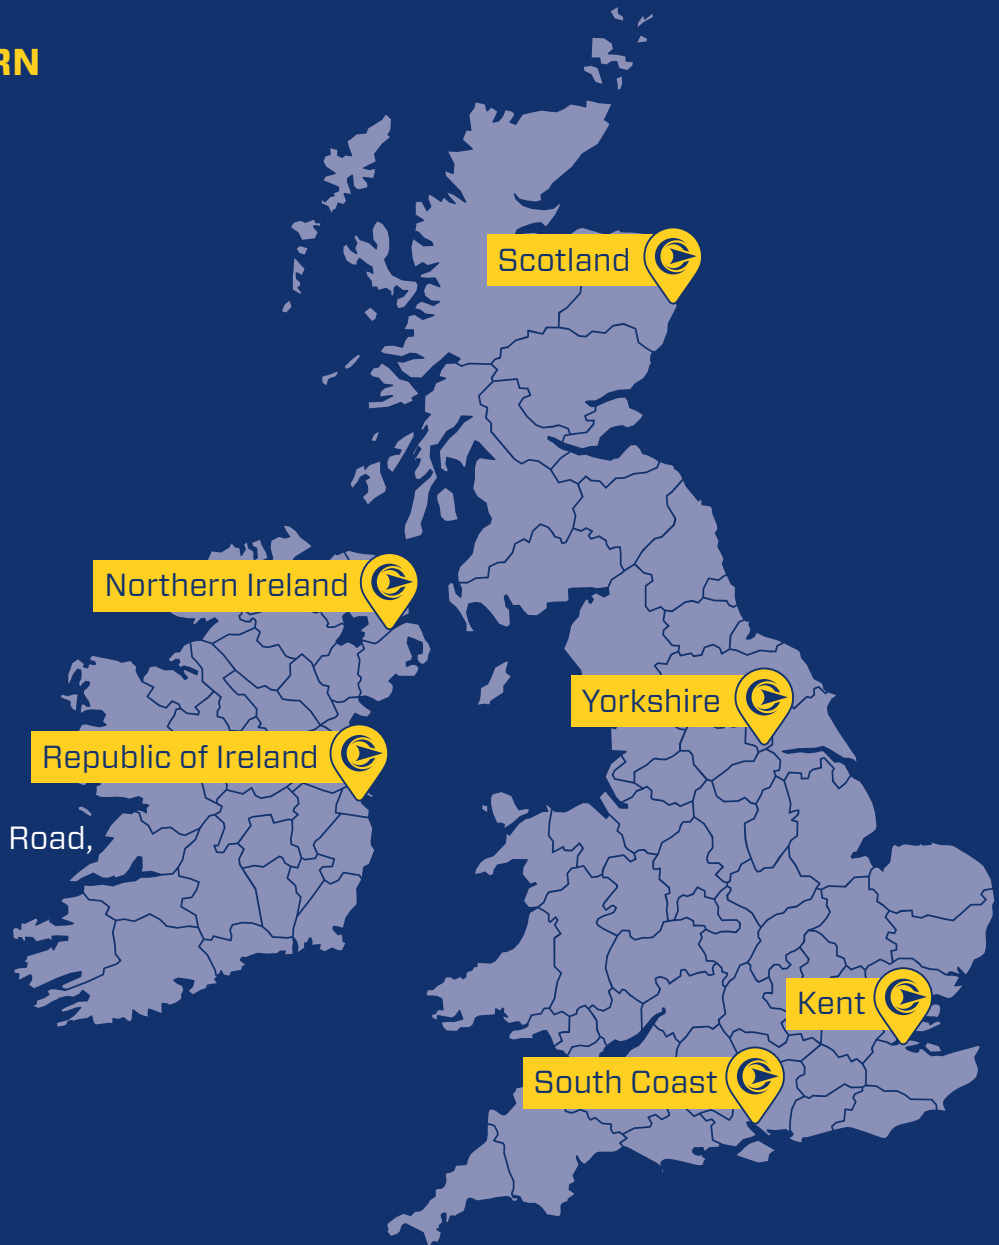 RN
Scotland
Northern Ireland
Yorkshire
Republic of Ireland
Road,
Kent
South Coast